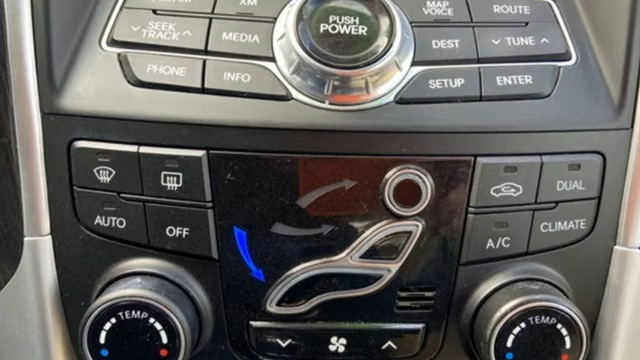 XM
MAP
VOICE
ROUTE
SEEK
TRACK
MEDIA
PUSH
POWER
DEST
TUNE
PHONE
INFO
SETUP
ENTER
DUAL
AUTO
OFF
A/C
CLIMATE
TEMP
TEMP